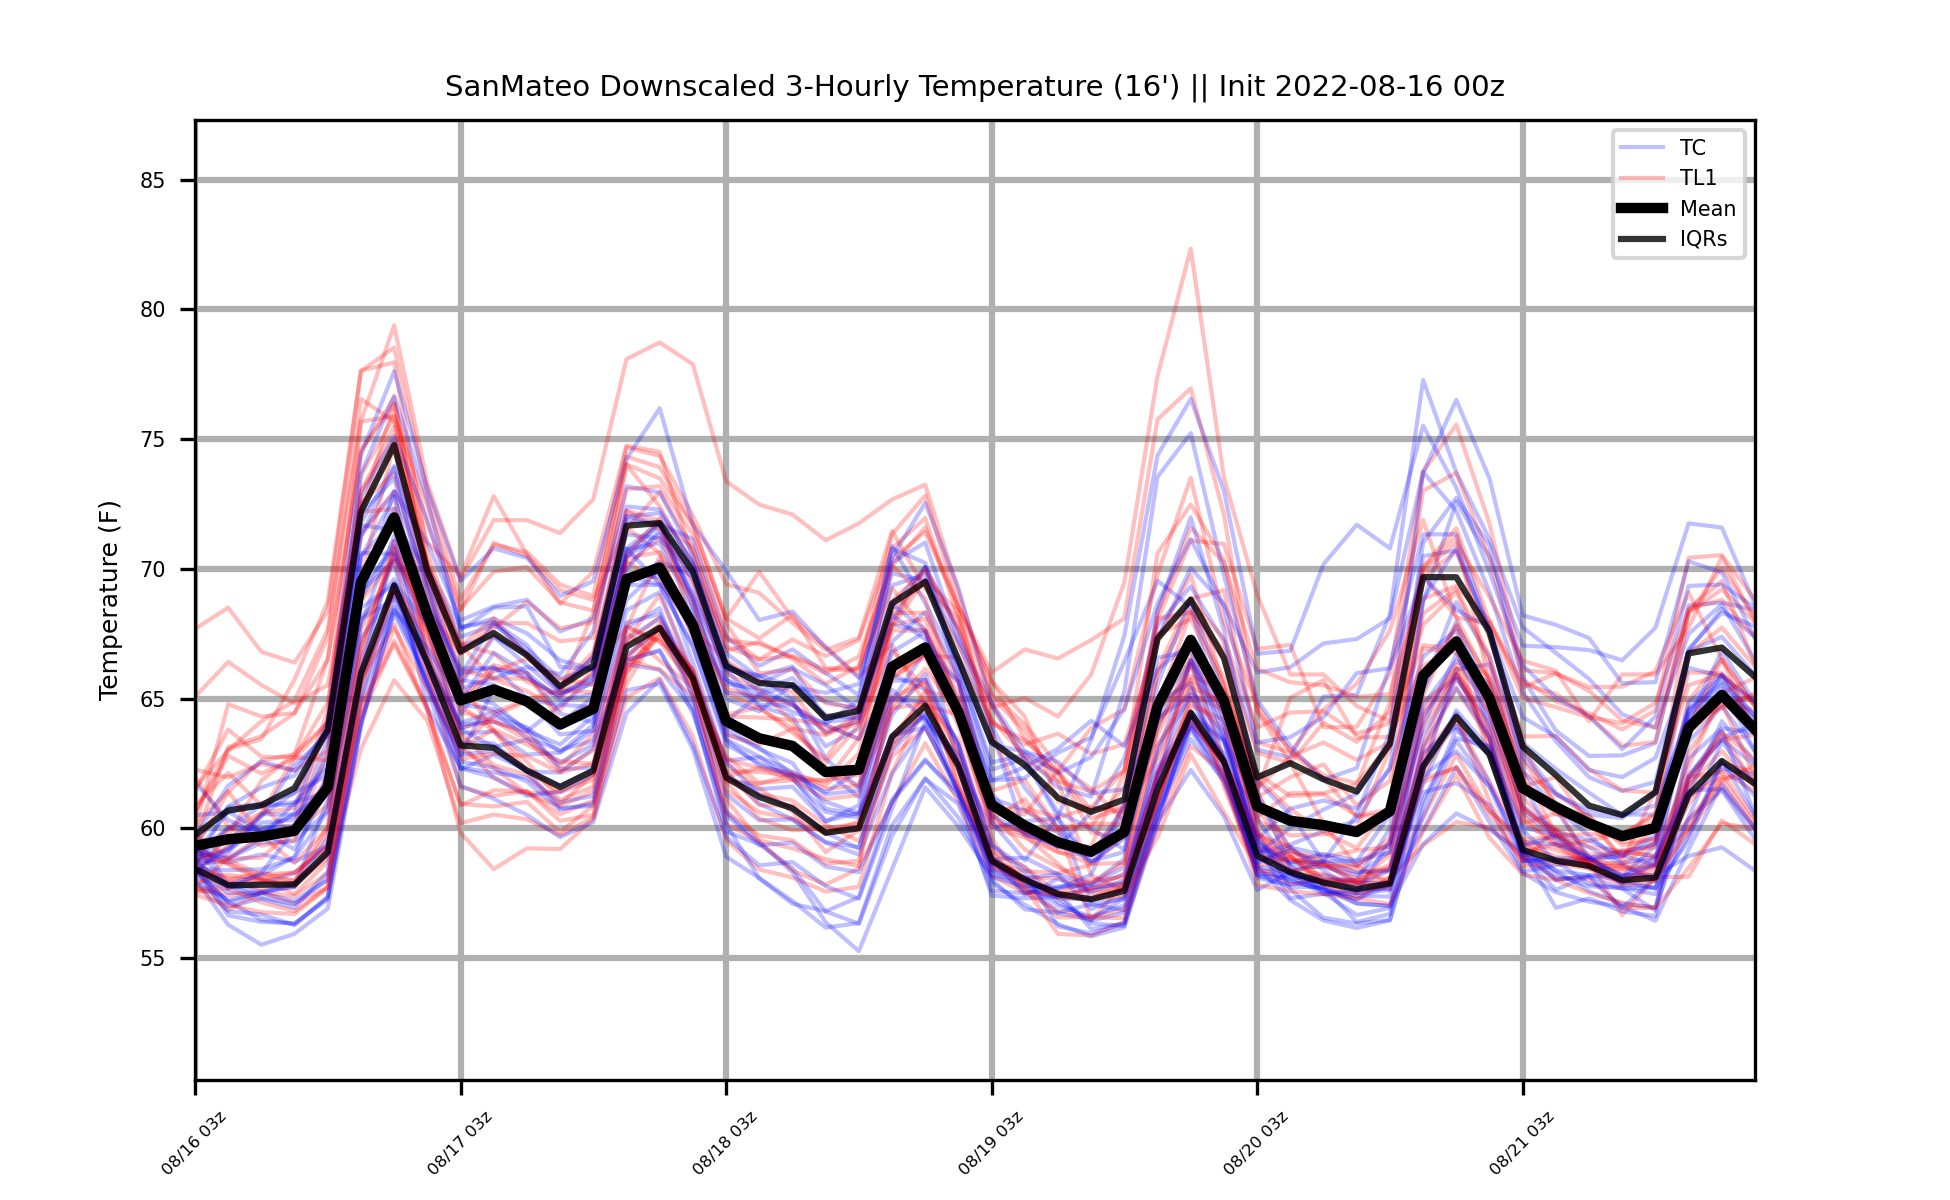 SanMateo Downscaled 3-Hourly Temperature (16') || Init 2022-08-16 00z
TC
TL1
Mean
IQRs
Temperature (F)
85
80
75
70
65
60
55
08/16 03z
08/17 03z
08/18 03z
08/19 03z
08/20 03z
08/21 03z